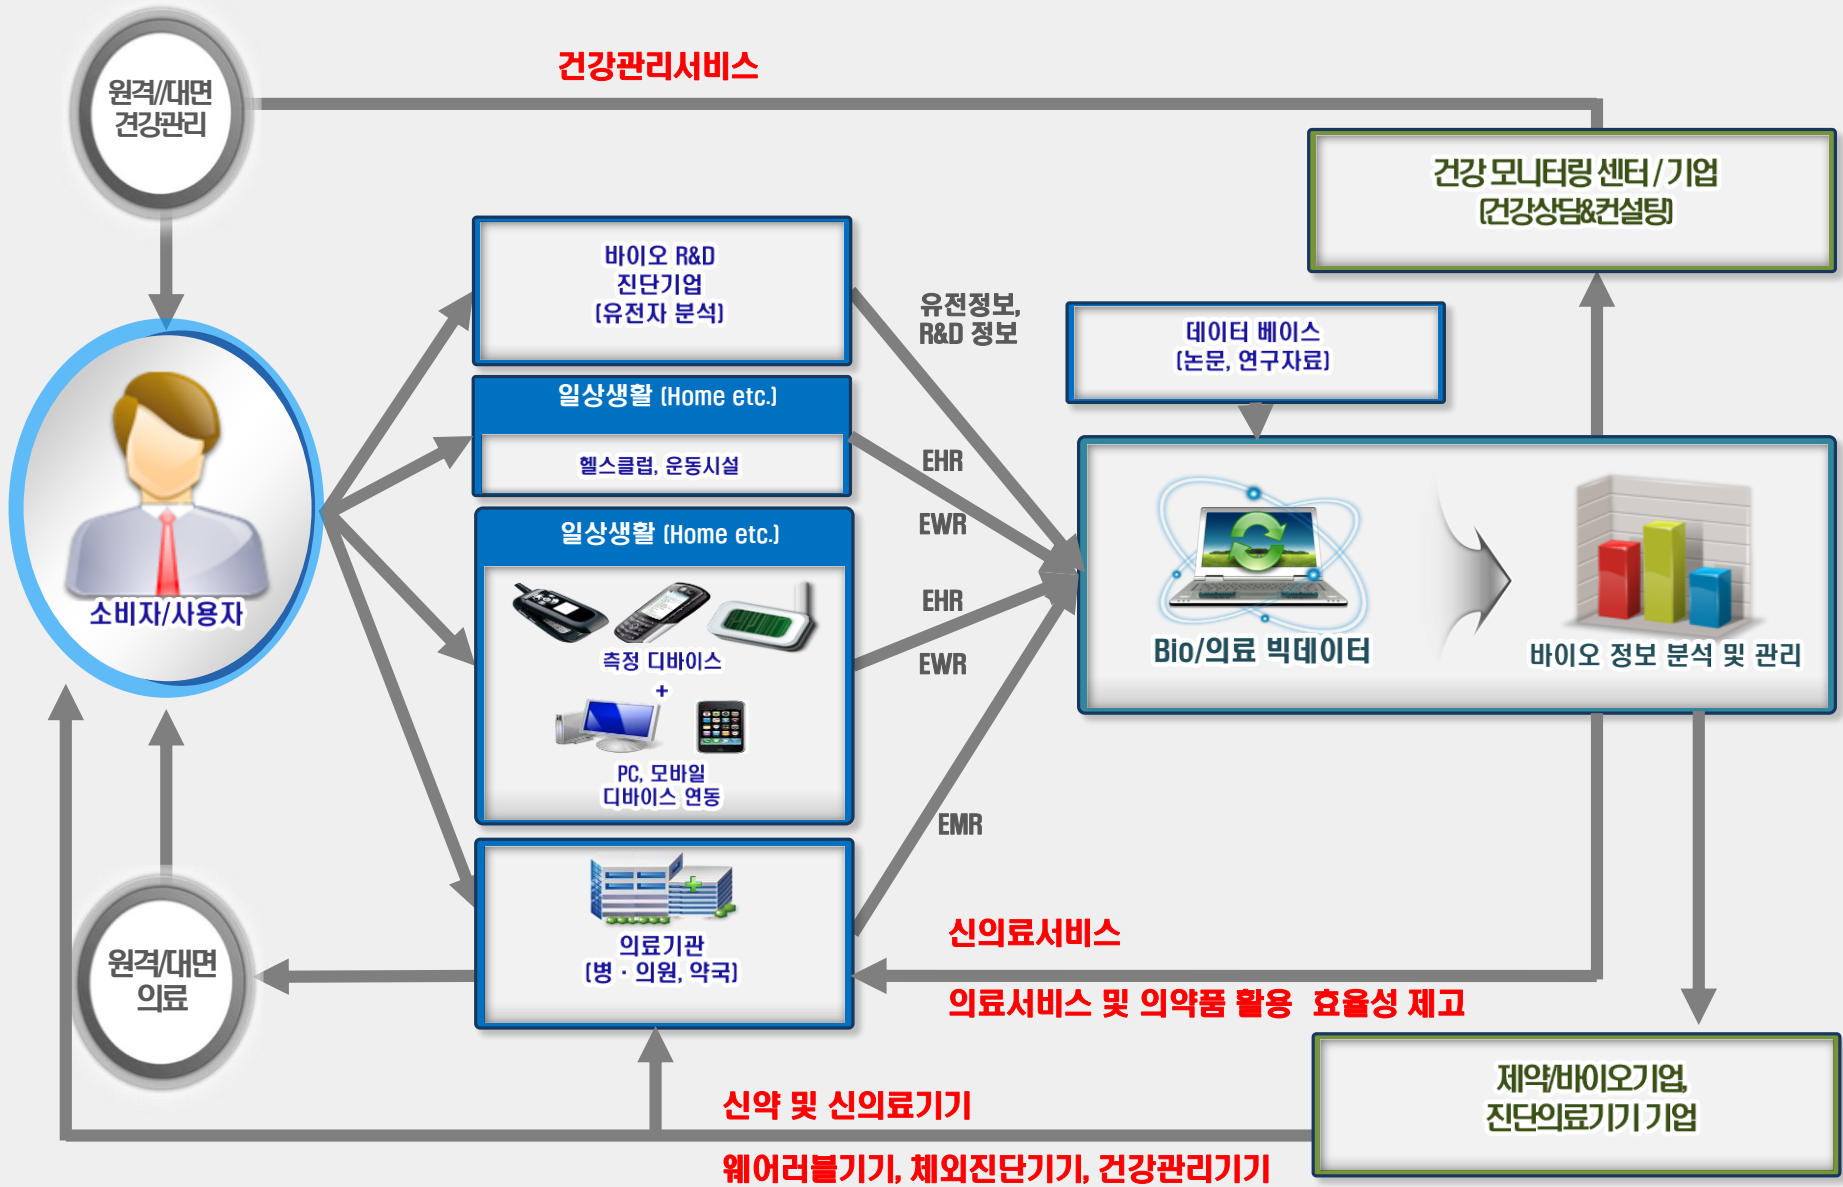 건강관리서비스
원격//대면
견강관리
건강 모니터링 센터 / 기업
(건강상담&컨설팅)
바이오 R&D
진단기업
(유전자 분석)
유전정보,
R&D 정보
데이터 베이스
(논문, 연구자료)
일상생활 (Home etc.)
헬스클럽, 운동시설
EHR
EWR
일상생활 (Home etc.)
측정 디바이스
+
PC, 모바일
디바이스 연동
EHR
EWR
소비자/사용자
Bio/의료 빅데이터
바이오 정보 분석 및 관리
EMR
의료기관
(병 · 의원, 약국)
원격/대면
의료
신의료서비스
의료서비스 및 의약품 활용 효율성 제고
제약/바이오기업,
진단의료기기 기업
신약 및 신의료기기
웨어러블기기, 체외진단기기, 건강관리기기